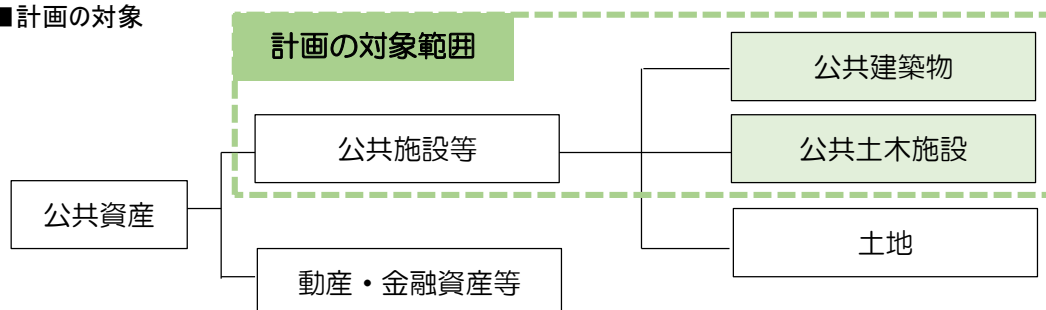 ■計画の対象
計画の対象範囲
公共建築物
公共施設等
公共土木施設
公共資産
土地
動産・金融資産等